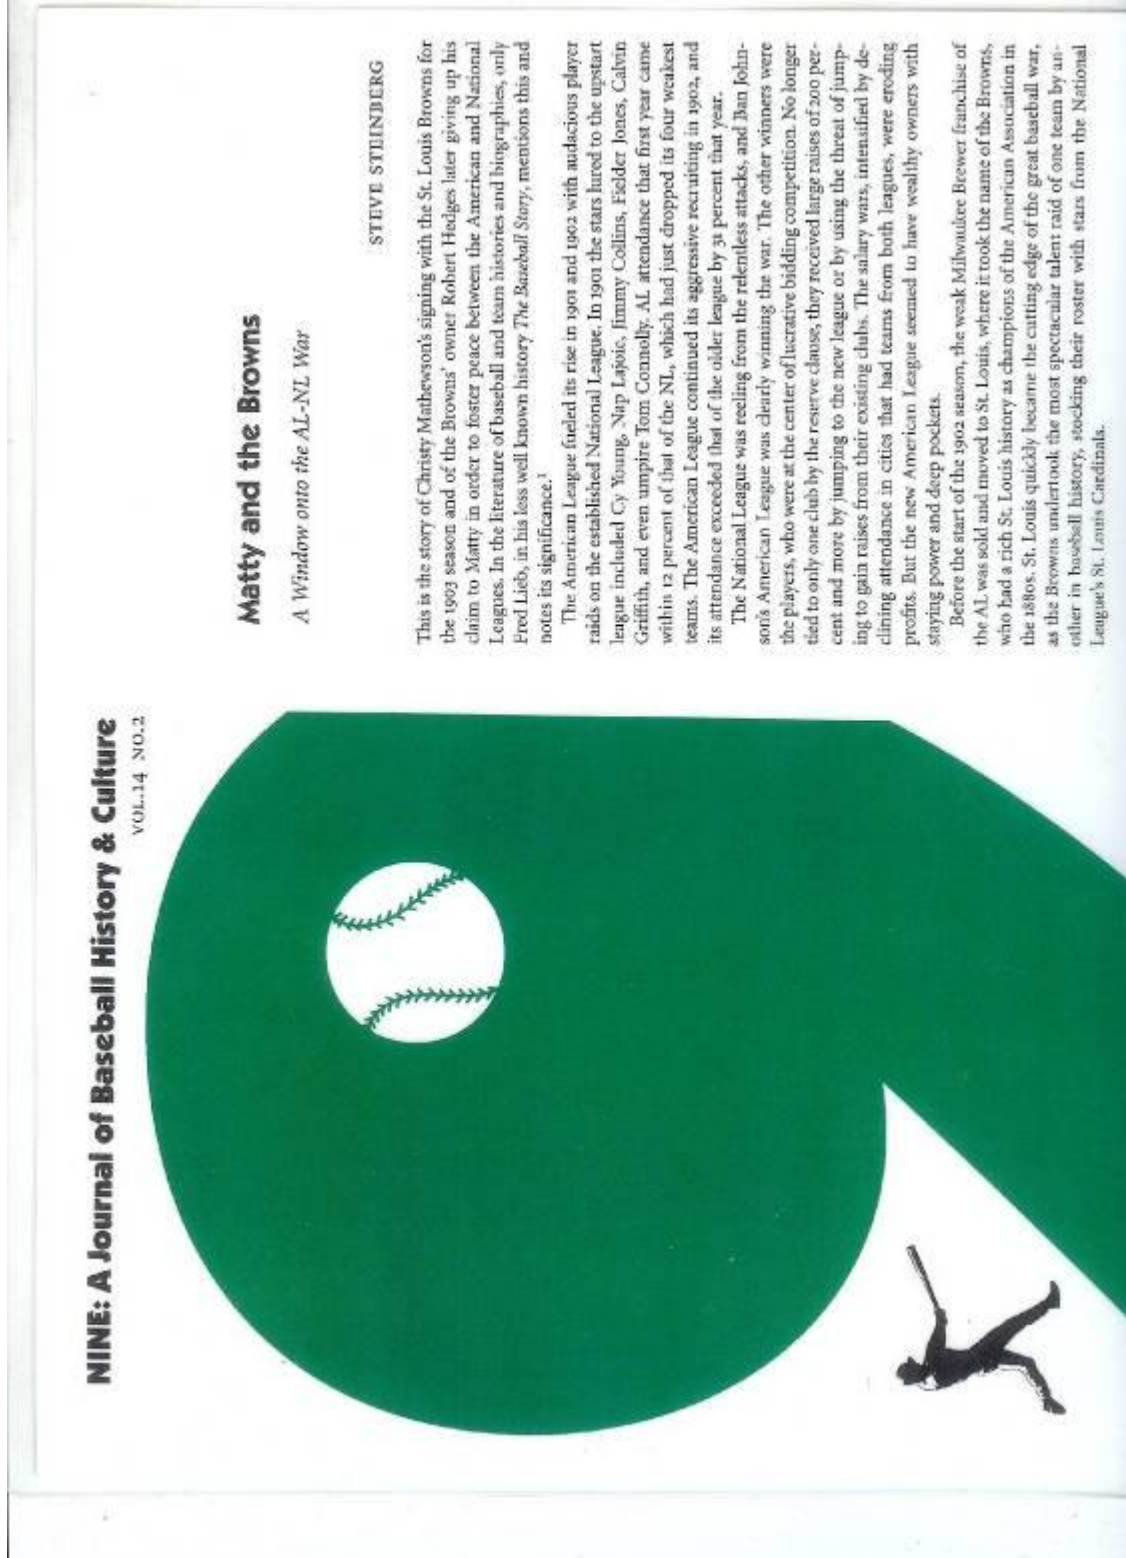 NINE: A Journal of Baseball History & Culture
VOL.14 NO.2
Matty and the Browns
A Window onto the AL-NL War
STEVE STEINBERG
This is the story of Christy Mathewson's signing with the St. Louis Browns for
the 1903 season and of the Browns' owner Robert Hedges later giving up his
claim to Matty in order to foster peace between the American and National
Leagues. In the literature of baseball and team histories and biographies, only
Fred Lieb, in his less well known history The Baseball Story, mentions this and
notes its significance.1
The American League fueled its rise in 1901 and 1902 with audacious player
raids on the established National League. In 1901 the stars lured to the upstart
league included Cy Young, Nap Lajoie, Jimmy Collins, Fielder Jones, Calvin
Griffith, and even umpire Tom Connolly. AL attendance that first year came
within 12 percent of that of the NL, which had just dropped its four weakest
teams. The American League continued its aggressive recruiting in 1902, and
its attendance exceeded that of the older league by 31 percent that year.
The National League was reeling from the relentless attacks, and Ban John-
son's American League was clearly winning the war. The other winners were
the players, who were at the center of lucrative bidding competition. No longer
tied to only one club by the reserve clause, they received large raises of 200 per-
cent and more by jumping to the new league or by using the threat of jump-
ing to gain raises from their existing clubs. The salary wars, intensified by de-
clining attendance in cities that had teams from both leagues, were eroding
profits. But the new American League seemed to have wealthy owners with
staying power and deep pockets.
Before the start of the 1902 season, the weak Milwaukee Brewer franchise of
the AL was sold and moved to St. Louis, where it took the name of the Browns,
who had a rich St. Louis history as champions of the American Association in
the 1880s. St. Louis quickly became the cutting edge of the great baseball war,
as the Browns undertook the most spectacular talent raid of one team by an-
other in baseball history, stocking their roster with stars from the National
League's St. Louis Cardinals.